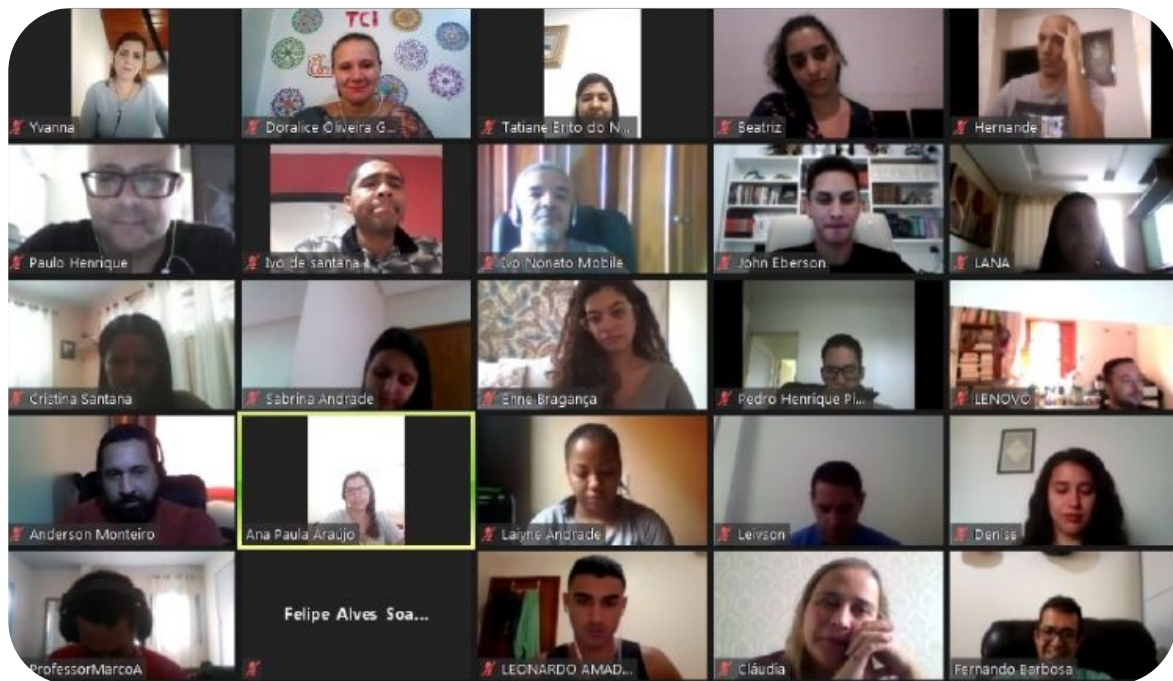 TCI
Yvanna
Doralice Oliveira G...
Tatiane Brito do N...
Beatriz
Hernande
Paulo Henrique
Ivo de santana
Ivo Nonato Mobile
John Eberson
LANA
Cristina Santana
Sabrina Andrade
Enne Bragança
Pedro Henrique Pi...
LENOVO
Anderson Monteiro
Ana Paula Araújo
Laiyne Andrade
Leivson
Denise
ProfessorMarcoA
Felipe Alves Soa...
LEONARDO AMAD...
Cláudia
Fernando Barbosa